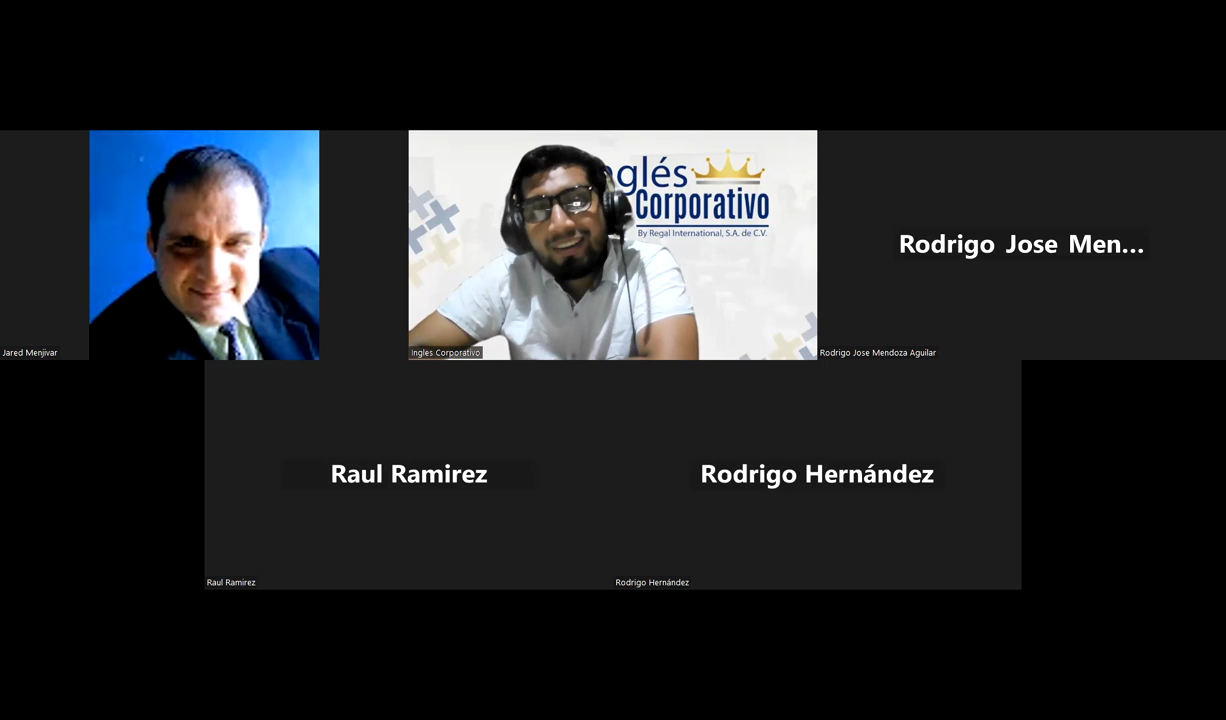 nglés
Corporativo
By Regal International, S.A. de C.V.
Rodrigo Jose Men...
Jared Menjivar
Ingles Corporativo
Rodrigo Jose Mendoza Aguilar
Raul Ramirez
Rodrigo Hernández
Raul Ramirez
Rodrigo Hernández